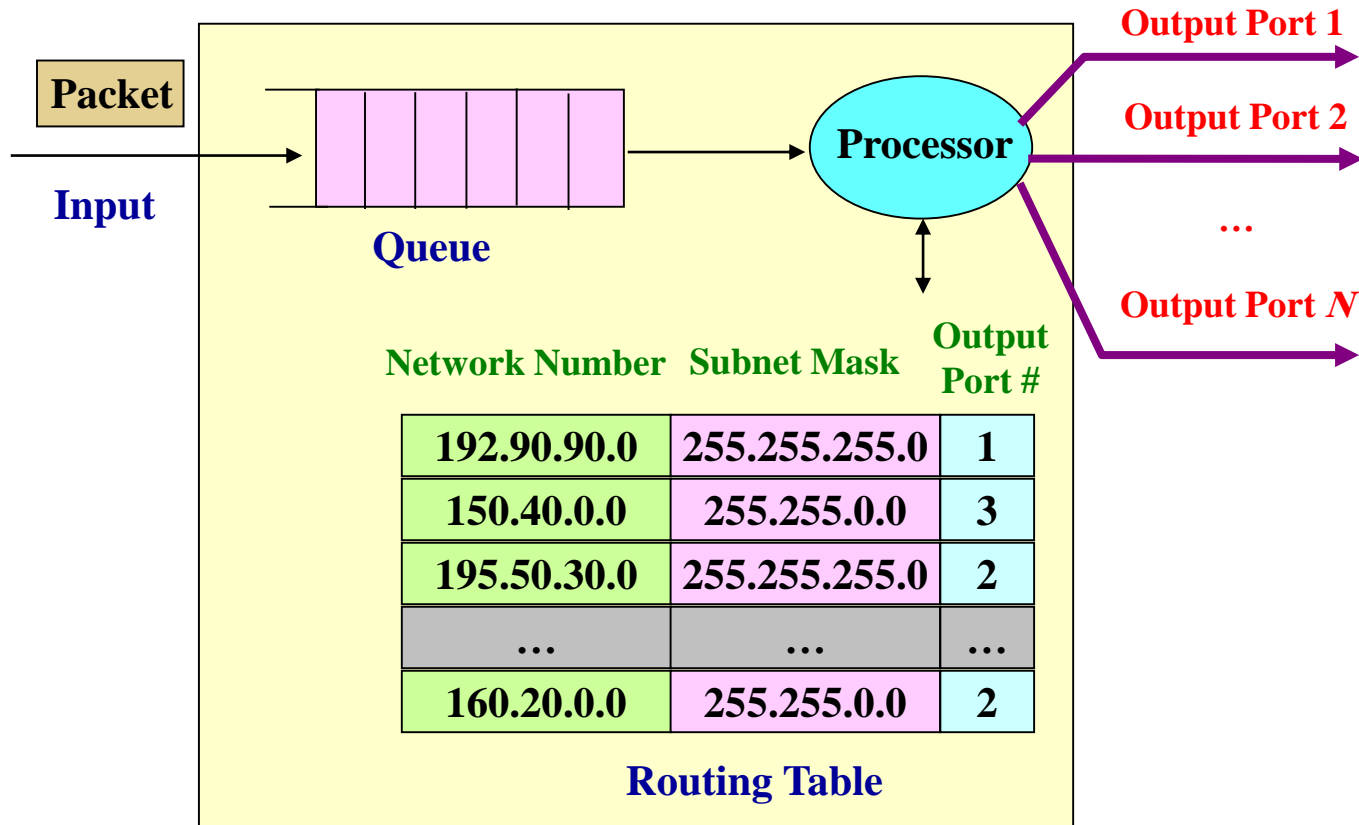 Output Port 1
Packet
Output Port 2
Processor
Input
...
Queue
Output Port N
Network Number Subnet Mask Output Port #
192.90.90.0 255.255.255.0 1
150.40.0.0 255.255.0.0 3
195.50.30.0 255.255.255.0 2
... ... ...
160.20.0.0 255.255.0.0 2
Routing Table